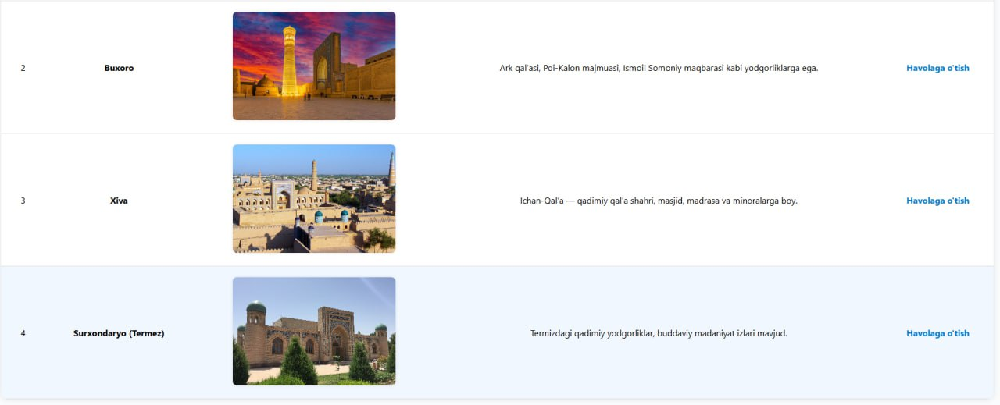 2 Buxoro Ark qal'asi, Poi-Kalon majmuasi, Ismoil Somoniy maqbarasi kabi yodgorliklarga ega. Havolaga o'tish
3 Xiva Ichan-Qal'a — qadimiy qal'a shahri, masjid, madrasa va minoralarga boy. Havolaga o'tish
4 Surxondaryo (Termez) Termizdagi qadimiy yodgorliklar, buddaviy madaniyat izlari mavjud. Havolaga o'tish